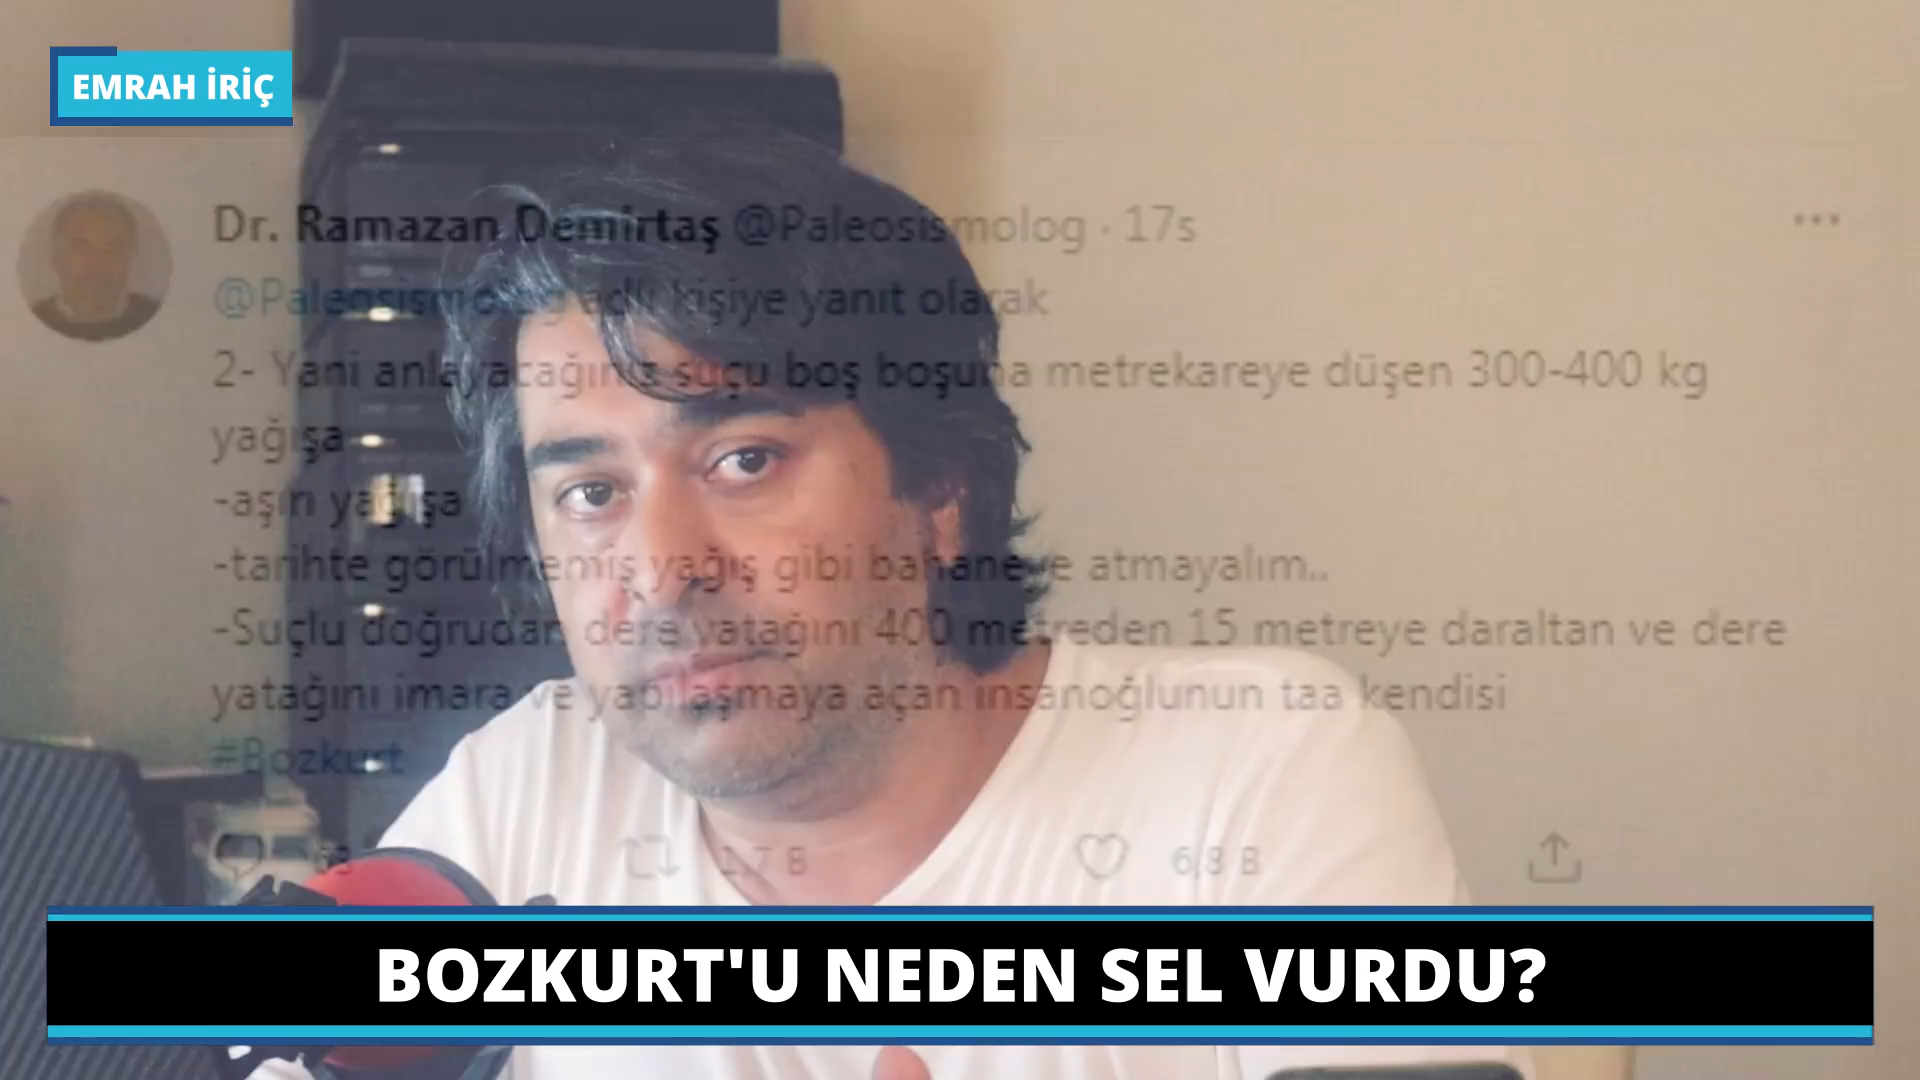 EMRAH İRİÇ
Dr. Ramazan Demirtaş @Paleosismolog · 17s
@Paleosismolog adlı kişiye yanıt olarak
2- Yani anlayacağınız suçu boş boşuna metrekareye düşen 300-400 kg
yağışa
-aşırı yağışa
-tarihte görülmemiş yağış gibi bahaneye atmayalım..
-Suçlu doğrudan dere yatağını 400 metreden 15 metreye daraltan ve dere
yatağını imara ve yapılaşmaya açan insanoğlunun taa kendisi
#Bozkurt
1,7 B 6,8 B
BOZKURT'U NEDEN SEL VURDU?